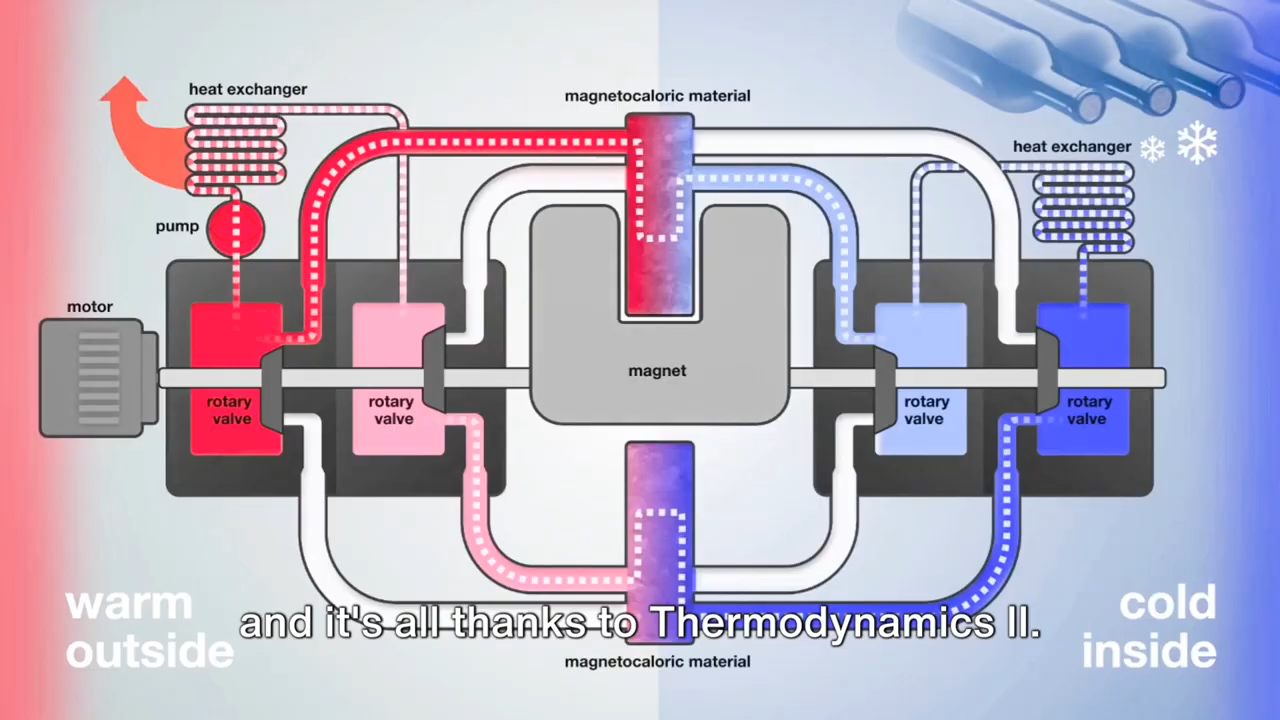 heat exchanger
magnetocaloric material
heat exchanger
pump
motor
magnet
rotary
valve
rotary
valve
rotary
valve
rotary
valve
warm
outside
cold
inside
and it's all thanks to Thermodynamics II.
magnetocaloric material